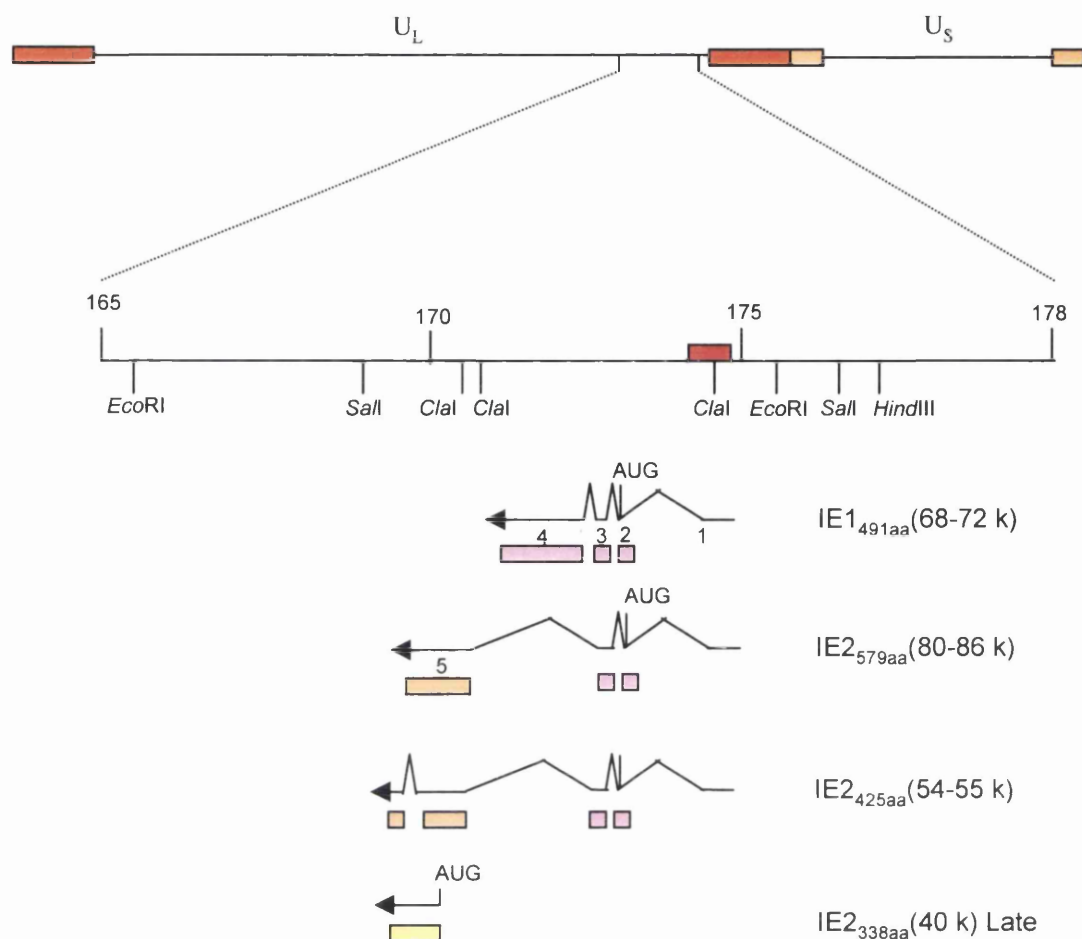 U_L U_S
165 170 175 178
EcoRI SalI ClaI ClaI ClaI EcoRI SalI HindIII
AUG
IE1_491aa(68-72 k)
4 3 2 1
AUG
IE2_579aa(80-86 k)
5
IE2_425aa(54-55 k)
AUG
IE2_338aa(40 k) Late